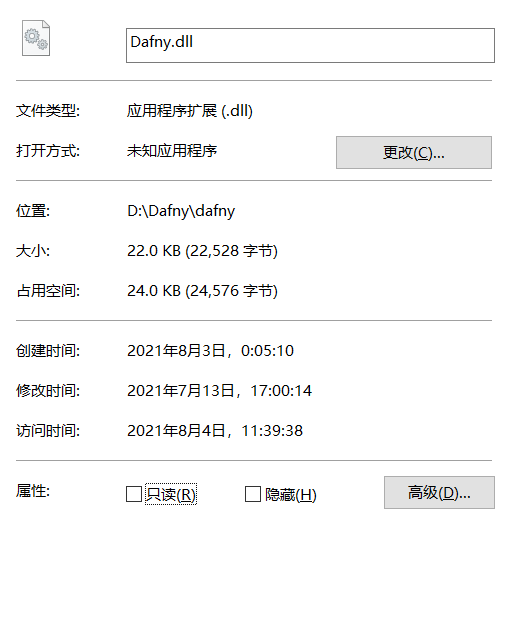 Dafny.dll
文件类型: 应用程序扩展 (.dll)
打开方式: 未知应用程序 更改(C)...
位置: D:\Dafny\dafny
大小: 22.0 KB (22,528 字节)
占用空间: 24.0 KB (24,576 字节)
创建时间: 2021年8月3日，0:05:10
修改时间: 2021年7月13日，17:00:14
访问时间: 2021年8月4日，11:39:38
属性: 只读(R) 隐藏(H) 高级(D)...